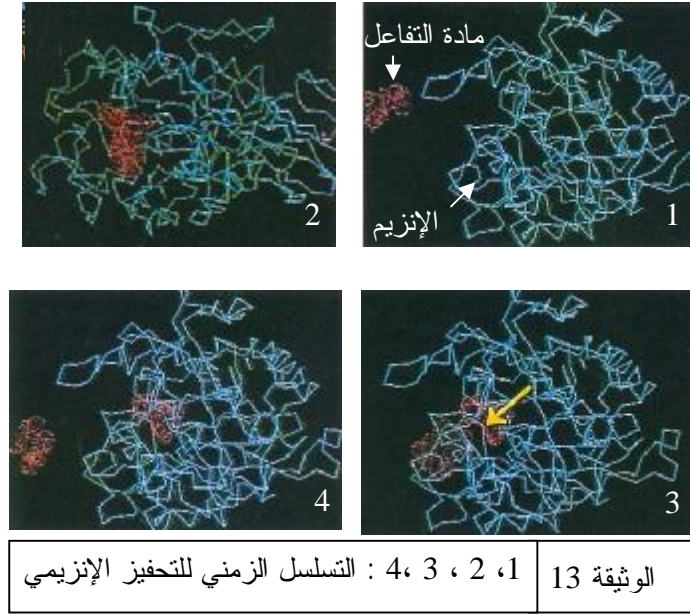 مادة التفاعل
الإنزيم
1
2
3
4
الوثيقة 13
1، 2 ، 3 ،4 : التسلسل الزمني للتحفيز الإنزيمي